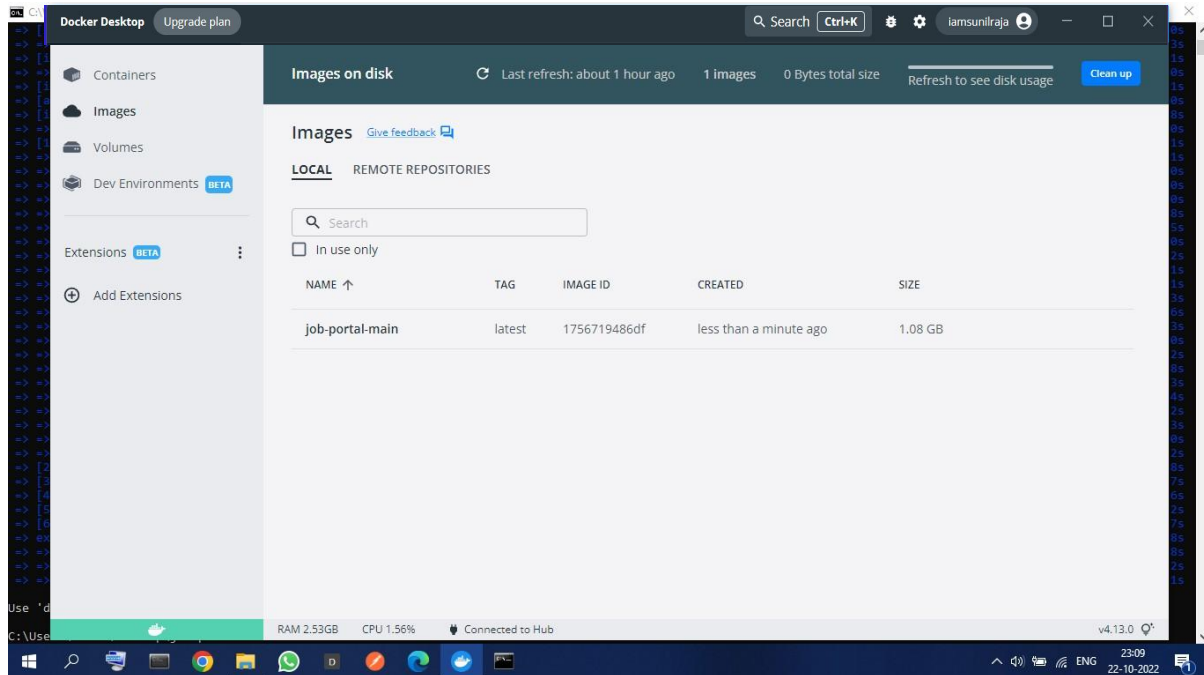 C:\
Docker Desktop Upgrade plan Search Ctrl+K iamsunilraja
Containers
Images
Volumes
Dev Environments BETA
Extensions BETA
Add Extensions
Images on disk Last refresh: about 1 hour ago 1 images 0 Bytes total size Refresh to see disk usage Clean up
Images Give feedback
LOCAL REMOTE REPOSITORIES
Search
In use only
NAME TAG IMAGE ID CREATED SIZE
job-portal-main latest 1756719486df less than a minute ago 1.08 GB
Use 'd
C:\Use
RAM 2.53GB CPU 1.56% Connected to Hub v4.13.0
ENG 23:09
22-10-2022